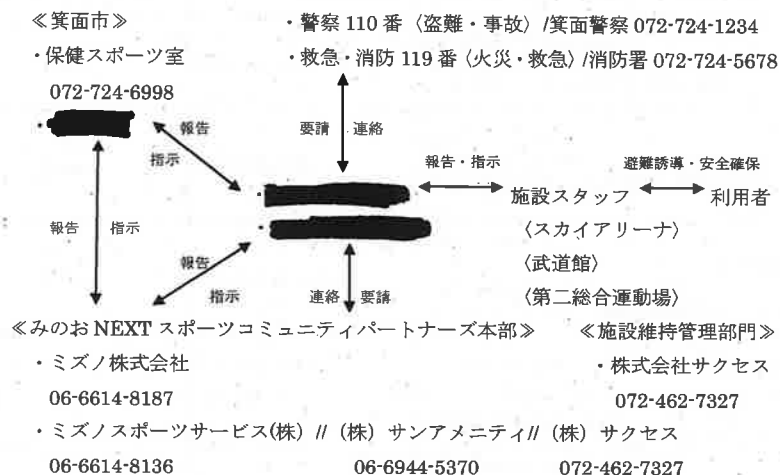 ≪箕面市≫
・警察 110 番〈盗難・事故〉/箕面警察 072-724-1234
・保健スポーツ室
・救急・消防 119 番〈火災・救急〉/消防署 072-724-5678
072-724-6998
報告
指示
要請 連絡
報告・指示
避難誘導・安全確保
施設スタッフ
利用者
報告 指示
〈スカイアリーナ〉
〈武道館〉
報告
指示
連絡 要請
〈第二総合運動場〉
≪みのお NEXT スポーツコミュニティパートナーズ本部≫
≪施設維持管理部門≫
・ミズノ株式会社
・株式会社サクセス
06-6614-8187
072-462-7327
・ミズノスポーツサービス(株) // (株) サンアメニティ// (株) サクセス
06-6614-8136 06-6944-5370 072-462-7327